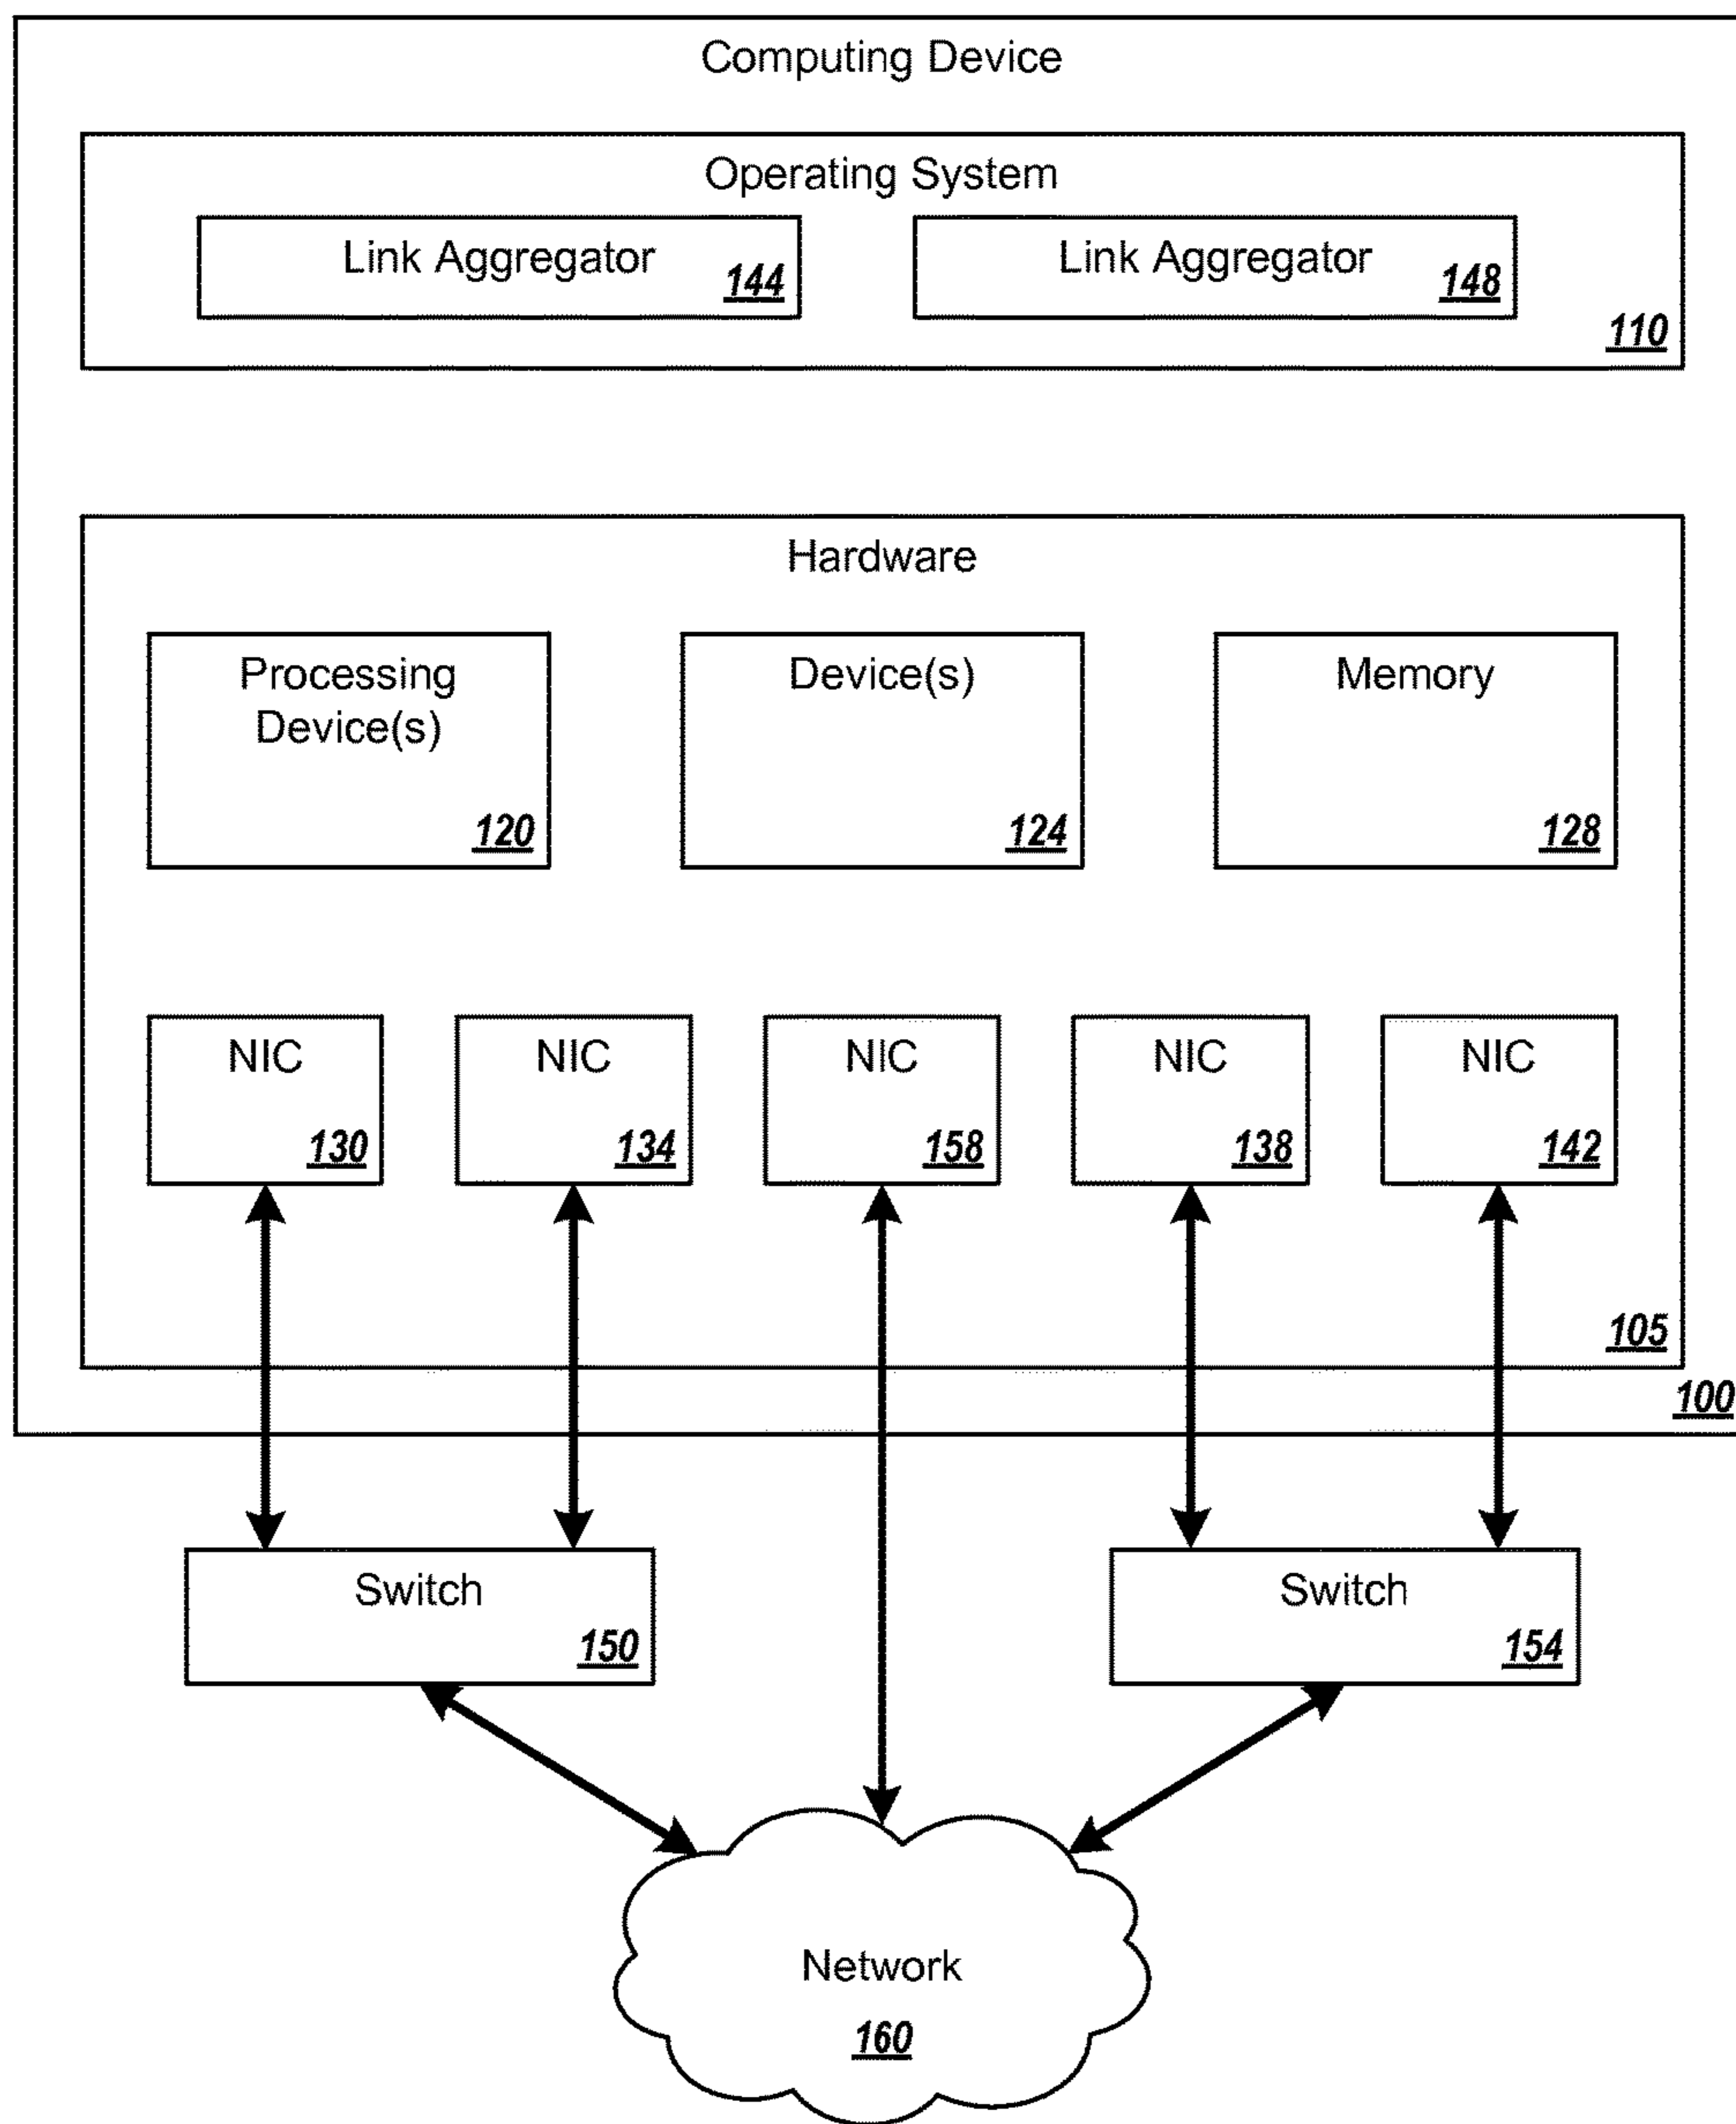 Computing Device
Operating System
Link Aggregator
144
Link Aggregator
148
110
Hardware
Processing
Device(s)
120
Device(s)
124
Memory
128
NIC
130
NIC
134
NIC
158
NIC
138
NIC
142
105
100
Switch
150
Switch
154
Network
160